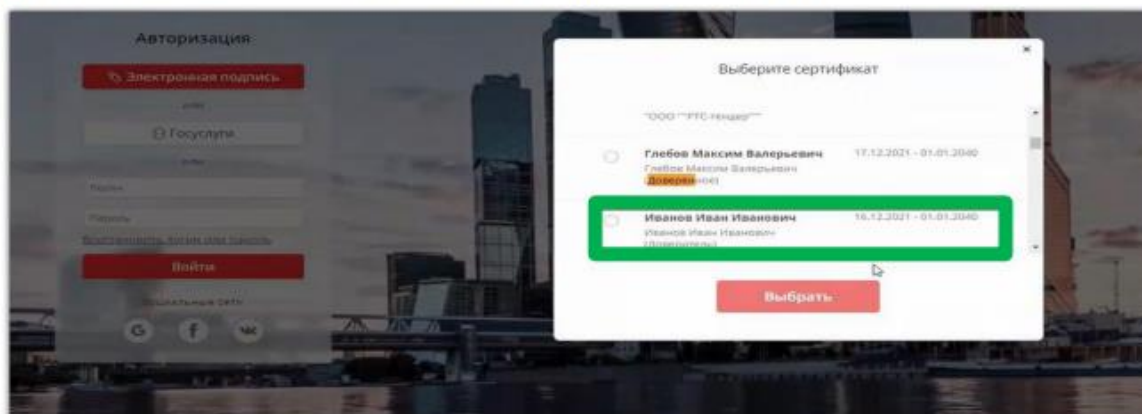 Авторизация
Электронная подпись
или
Госуслуги
или
Логин
Пароль
Восстановить логин или пароль
Войти
Социальные сети
G f
Выберите сертификат
"ООО ""РТС-тендер"""
Глебов Максим Валерьевич 17.12.2021 - 01.01.2040
Глебов Максим Валерьевич
(Доверенное)
Иванов Иван Иванович 16.12.2021 - 01.01.2040
Иванов Иван Иванович
(Доверитель)
Выбрать